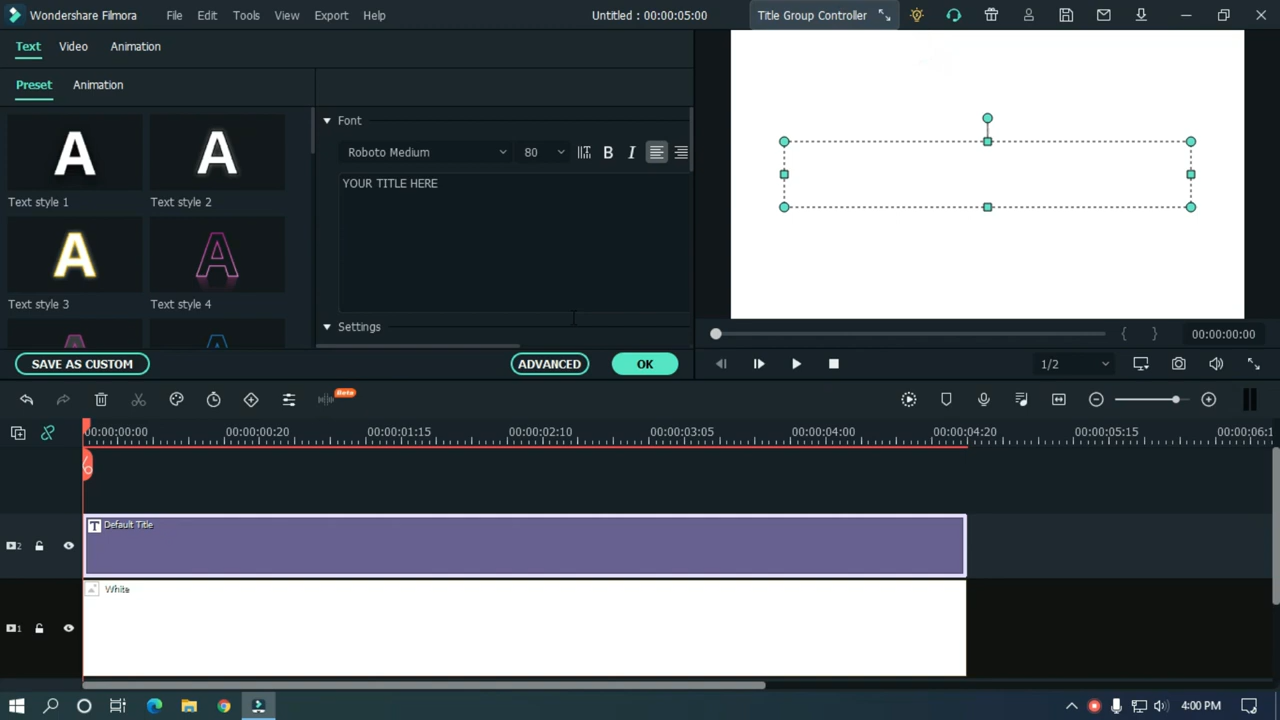 Wondershare Filmora File Edit Tools View Export Help Untitled : 00:00:05:00 Title Group Controller
Text Video Animation
Preset Animation
Font
Roboto Medium 80 B I
YOUR TITLE HERE
A A
Text style 1 Text style 2
A A
Text style 3 Text style 4
Settings
00:00:00:00
SAVE AS CUSTOM ADVANCED OK 1/2
Beta
00:00:00:00 00:00:00:20 00:00:01:15 00:00:02:10 00:00:03:05 00:00:04:00 00:00:04:20 00:00:05:15 00:00:06:1
T Default Title
2
White
1
4:00 PM